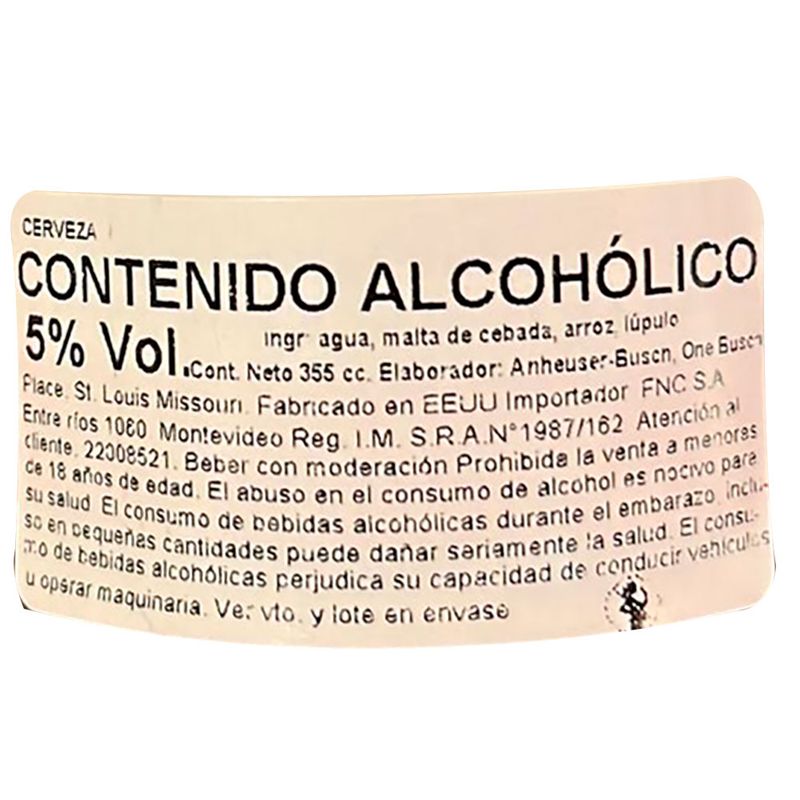 CERVEZA
CONTENIDO ALCOHÓLICO
5% Vol. Ingr: agua, malta de cebada, arroz, lúpulo
Cont. Neto 355 cc. Elaborador: Anheuser-Busch, One Busch
Place. St. Louis Missouri. Fabricado en EEUU Importador FNC S.A
Entre ríos 1060 Montevideo Reg. I.M. S.R.A.N°1987/162 Atención al
cliente. 22008521. Beber con moderación Prohibida la venta a menores
de 18 años de edad. El abuso en el consumo de alcohol es nocivo para
su salud El consumo de bebidas alcohólicas durante el embarazo, inclu-
so en pequeñas cantidades puede dañar seriamente la salud. El consu-
mo de bebidas alcohólicas perjudica su capacidad de conducir vehículos
u operar maquinaria. Ver vto. y lote en envase